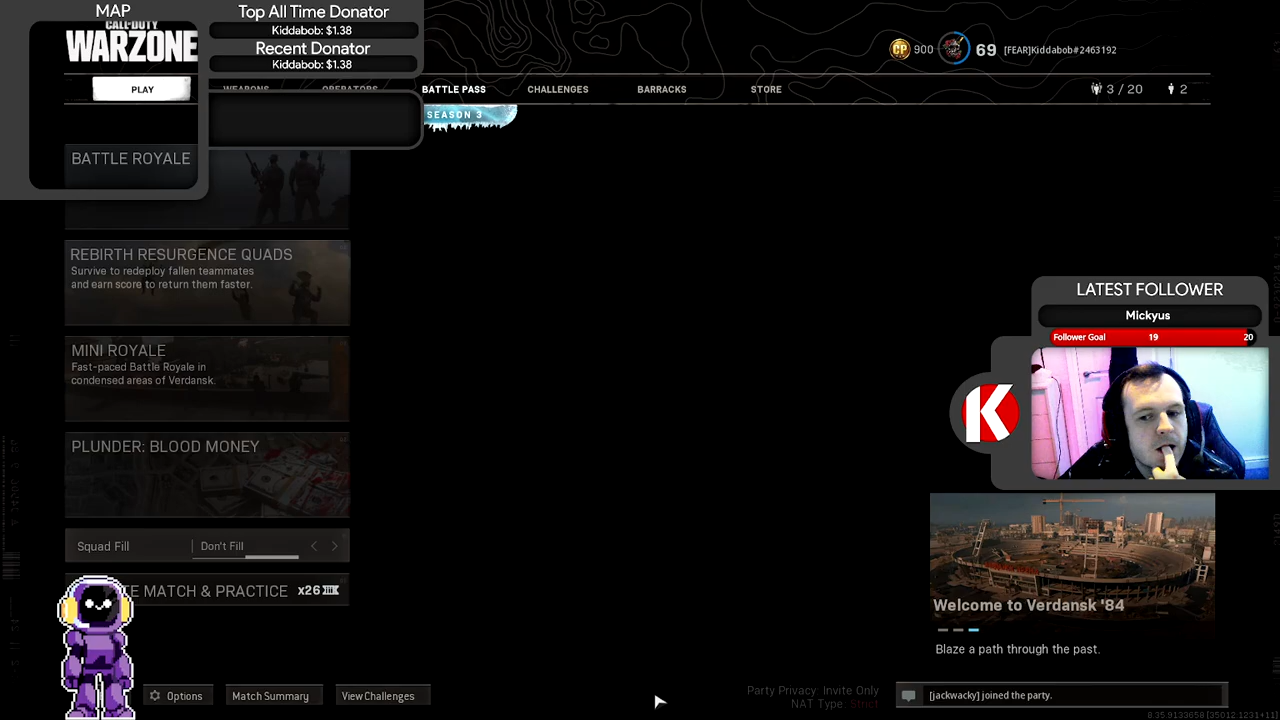 MAP
CALL OF DUTY
WARZONE
Top All Time Donator
Kiddabob: $1.38
Recent Donator
Kiddabob: $1.38
CP 900
69
[FEAR]Kiddabob#2463192
PLAY
WEAPONS
OPERATORS
BATTLE PASS
CHALLENGES
BARRACKS
STORE
3 / 20
2
SEASON 3
BATTLE ROYALE
REBIRTH RESURGENCE QUADS
Survive to redeploy fallen teammates
and earn score to return them faster.
MINI ROYALE
Fast-paced Battle Royale in
condensed areas of Verdansk.
PLUNDER: BLOOD MONEY
Squad Fill
Don't Fill
TE MATCH & PRACTICE
x26
LATEST FOLLOWER
Mickyus
Follower Goal
19
20
K
Welcome to Verdansk '84
Blaze a path through the past.
Options
Match Summary
View Challenges
Party Privacy: Invite Only
NAT Type: Strict
[jackwacky] joined the party.